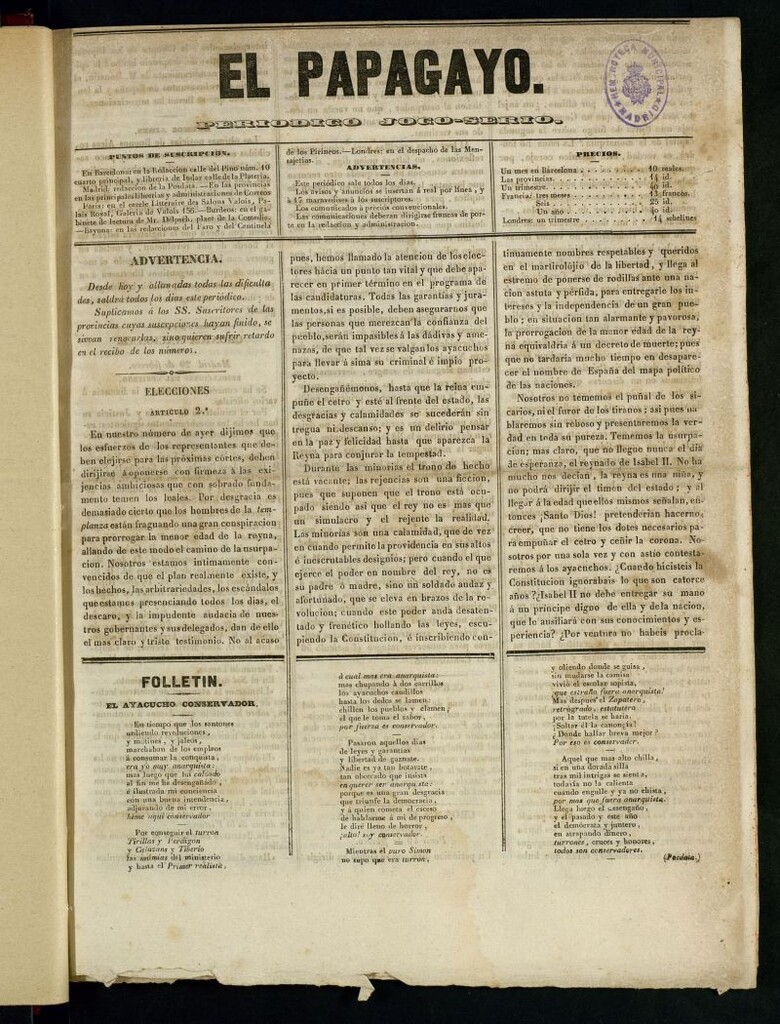 EL PAPAGAYO.
PERIODICO JOCO-SERIO.
HEMEROTECA MUNICIPAL
MADRID
PUNTOS DE SUSCRIPCION.
En Barcelona: en la Redaccion calle del Pino núm. 10
cuarto principal, y librería de Indar calle de la Platería,
Madrid, redaccion de la Posdata. — En las provincias
en las principales librerías y administraciones de Correos
Paris: en el cercle Litteraire des Salons Valois, Pa-
lais Royal, Galeria de Valois 156.—Burdeos: en el ga-
binete de lectura de Mr. Delpech, place de la Comedie.
—Bayona: en las redacciones del Faro y del Centinela
de los Pirineos.—Londres: en el despacho de las Men-
sajerias.
ADVERTENCIAS.
Este periódico sale todos los dias.
Los avisos y anuncios se insertan á real por línea, y
á 17 maravedises á los suscriptores.
Los comunicados á precios convencionales.
Las comunicaciones deberan dirigirse francas de por-
te á la redaccion y administracion.
PRECIOS.
Un mes en Barcelona . . . . . . . . . . 10 reales.
Las provincias. . . . . . . . . . . . . 14 id.
Un trimestre. . . . . . . . . . . . . . 40 id.
Francia: tres meses . . . . . . . . . . 13 francos.
Seis . . . . . . . . . . . . 25 id.
Un año . . . . . . . . . . . 40 id.
Londres: un trimestre . . . . . . . . . 14 schelines
ADVERTENCIA.
Desde hoy y allanadas todas las dificulta
des, saldrá todos los dias este periódico.
Suplicamos á los SS. Suscritores de las
provincias cuyas suscripciones hayan finido, se
sirvan renovarlas, sino quieren sufrir retardo
en el recibo de los números.
ELECCIONES
ARTICULO 2.º
En nuestro número de ayer dijimos que
los esfuerzos de los representantes que de-
ben elejirse para las próximas córtes, deben
dirijirse á oponerse con firmeza á las exi-
jencias ambiciosas que con sobrado funda-
mento temen los leales. Por desgracia es
demasiado cierto que los hombres de la tem-
planza están fraguando una gran conspiracion
para prorrogar la menor edad de la reyna,
allanando de este modo el camino de la usurpa-
cion. Nosotros estamos intimamente con-
vencidos de que el plan realmente existe, y
los hechos, las arbitrariedades, los escándalos
que estamos presenciando todos los dias, el
descaro, y la impudente audacia de nues-
tros gobernantes y sus delegados, dan de ello
el mas claro y triste testimonio. No al acaso
pues, hemos llamado la atencion de los elec-
tores hácia un punto tan vital y que debe apa-
recer en primer término en el programa de
las candidaturas. Todas las garantías y jura-
mentos, si es posible, deben asegurarnos que
las personas que merezcan la confianza del
pueblo, serán impasibles á las dádivas y ame-
nazas, de que tal vez se valgan los ayacuchos
para llevar á sima su criminal é impio pro-
yecto.
Desengañémonos, hasta que la reina em-
puñe el cetro y esté al frente del estado, las
desgracias y calamidades se sucederán sin
tregua ni descanso; y es un delirio pensar
en la paz y felicidad hasta que aparezca la
Reyna para conjurar la tempestad.
Durante las minorias el trono de hecho
está vacante; las rejencias son una ficcion,
pues que suponen que el trono está ocu-
pado siendo asi que el rey no es mas que
un simulacro y el rejente la realidad.
Las minorias son una calamidad, que de vez
en cuando permite la providencia en sus altos
é inescrutables designios; pero cuando el que
ejerce el poder en nombre del rey, no es
su padre ó madre, sino un soldado audaz y
afortunado, que se eleva en brazos de la re-
volucion; cuando este poder anda desaten-
tado y frenético hollando las leyes, escu-
piendo la Constitucion, é inscribiendo con-
tinuamente nombres respetables y queridos
en el martirolojio de la libertad, y llega al
estremo de ponerse de rodillas ante una na-
cion astuta y pérfida, para entregarle los in-
tereses y la independencia de un gran pue-
blo; en situacion tan alarmante y pavorosa,
la prorrogacion de la menor edad de la rey-
na equivaldría á un decreto de muerte; pues
que no tardaria mucho tiempo en desapare-
cer el nombre de España del mapa político
de las naciones.
Nosotros no tememos el puñal de los si-
carios, ni el furor de los tiranos; asi pues ha-
blaremos sin reboso y presentaremos la ver-
dad en toda su pureza. Tememos la usurpa-
cion; mas claro, que no llegue nunca el dia
de esperanza, el reynado de Isabel II. No ha
mucho nos decian, la reyna es una niña, y
no podrá dirijir el timon del estado; y al
llegar á la edad que ellos mismos señalan, en-
tonces ¡Santo Dios! pretenderian hacernos
creer, que no tiene los dotes necesarios pa-
ra empuñar el cetro y ceñir la corona. No-
sotros por una sola vez y con astio contesta-
remos á los ayacuchos. ¿Cuando hicisteis la
Constitucion ignorabais lo que son catorce
años? ¿Isabel II no debe entregar su mano
á un príncipe digno de ella y de la nacion,
que le ausiliará con sus conocimientos y es-
periencia? ¿Por ventura no habeis procla-
FOLLETIN.
EL AYACUCHO CONSERVADOR.
En tiempo que los santones
urdiendo revoluciones,
y motines, y jaleos,
marchaban de los empleos
á consumar la conquista,
era yo muy anarquista:
mas luego que fui calzado
al fin me he desengañado,
é ilustrada mi conciencia
con una buena intendencia,
adjurando de mi error,
héme aquí conservador
Por conseguir el turron
Tirillas y Perdigon
y Calazans y Tiberio
las mómias del ministerio
y hasta el Primer realista,
á cual mas era anarquista:
mas chupando á dos carrillos
los ayacuchos caudillos
hasta los dedos se lamen:
chillen los pueblos y clamen;
el que le toma el sabor,
por fuerza es conservador.
Pasaron aquellos dias
de leyes y garantias
y libertad de gaznate.
Nadie es ya tan botarate,
tan obcecado que insista
en querer ser anarquista:
porque es una gran desgracia
que triunfe la democracia,
y á quien cometa el esceso
de hablarme á mi de progreso,
le diré lleno de horror,
¡alto! soy conservador.
Mientras el puro Simon
no supo que era turron,
y oliendo donde se guisa,
sin mudarse la camisa
vivió el escolar sopista,
¡que estraño fuera anarquista!
Mas despues el Zapatero,
retrógrado, estatutero
por la tutela se haria.
¿Soltar él la canongía?
¿Donde hallar breva mejor?
Por eso es conservador.
Aquel que mas alto chilla,
si en una dorada silla
tras mil intrigas se sienta,
todavía no la calienta
cuando engulle y ya no chista,
por mas que fuera anarquista.
Llega luego el desengaño,
y el pasado y este año
el demócrata y juntero,
en atrapando dinero,
turrones, cruces y honores,
todos son conservadores.
(Posdata.)